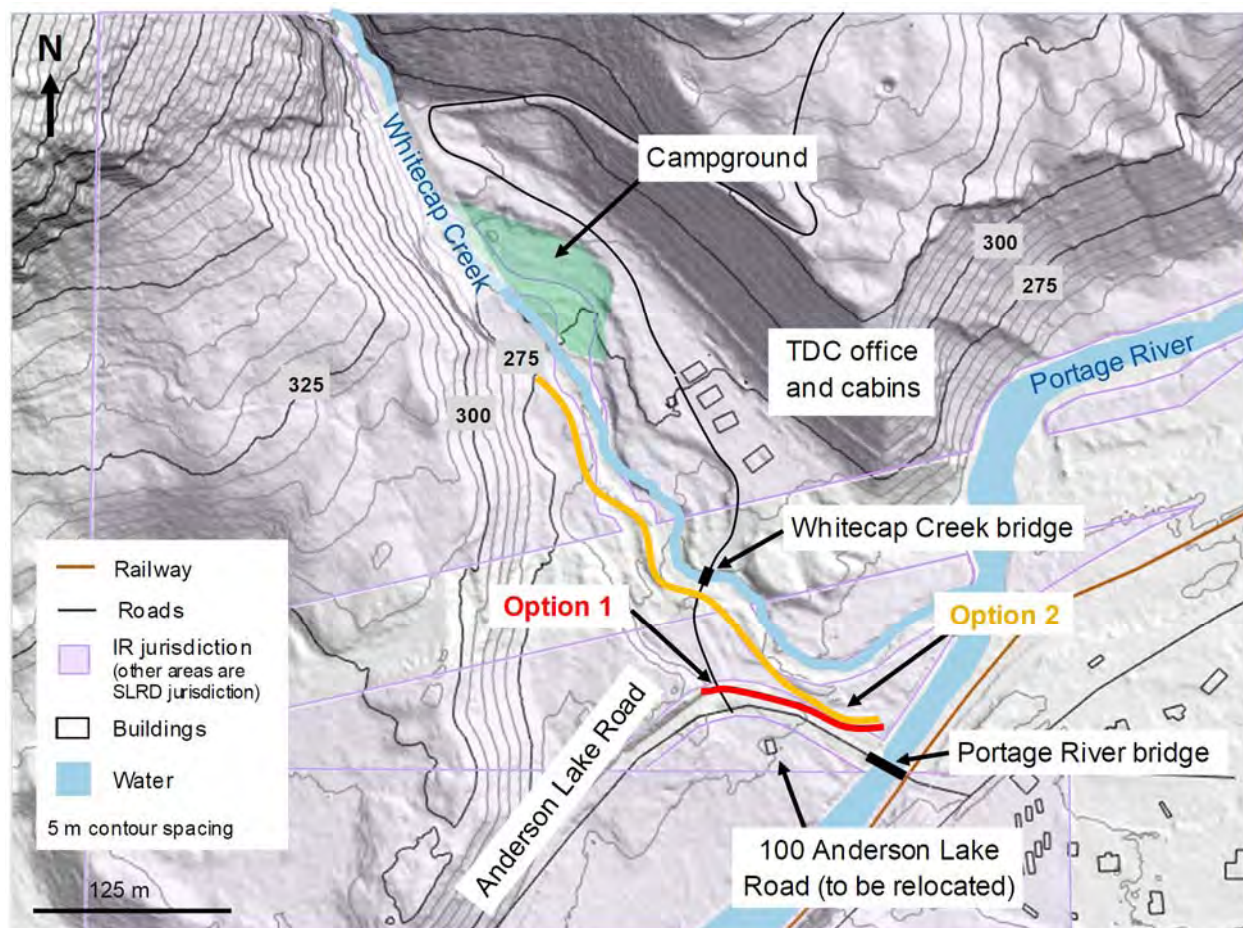 N
Whitecap Creek
Campground
300
275
TDC office
and cabins
Portage River
325
275
300
Whitecap Creek bridge
Option 1
Option 2
Railway
Roads
IR jurisdiction
(other areas are
SLRD jurisdiction)
Buildings
Water
5 m contour spacing
125 m
Anderson Lake Road
Portage River bridge
100 Anderson Lake
Road (to be relocated)